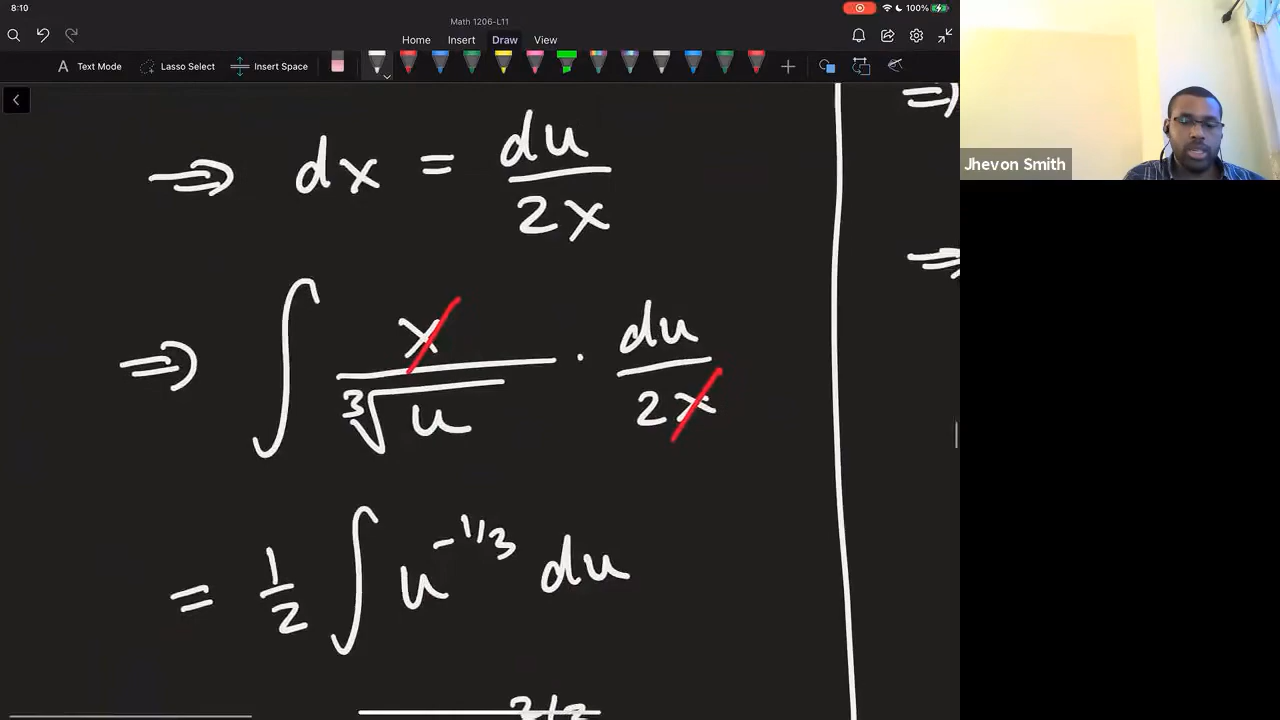 8:10
Math 1206-L11
100%
Home Insert Draw View
Text Mode Lasso Select Insert Space
⇒ dx = du/2x
⇒ ∫ x/∛u · du/2x
= 1/2 ∫ u^(-1/3) du
⇒
⇒
Jhevon Smith